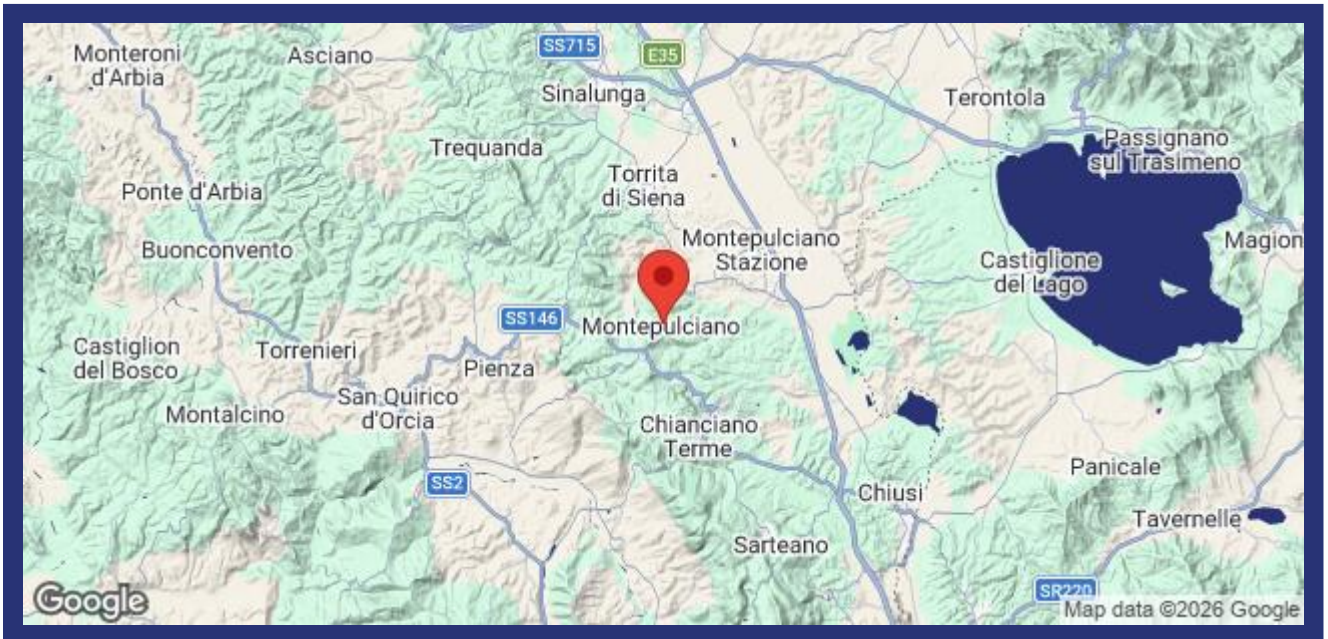 Monteroni
d'Arbia
Asciano
SS715
E35
Sinalunga
Terontola
Trequanda
Passignano
sul Trasimeno
Ponte d'Arbia
Torrita
di Siena
Buonconvento
Montepulciano
Stazione
Magion
Castiglione
del Lago
SS146
Montepulciano
Castiglion
del Bosco
Torrenieri
Pienza
San Quirico
d'Orcia
Montalcino
Chianciano
Terme
Panicale
SS2
Chiusi
Tavernelle
Sarteano
SR220
Google
Map data ©2026 Google